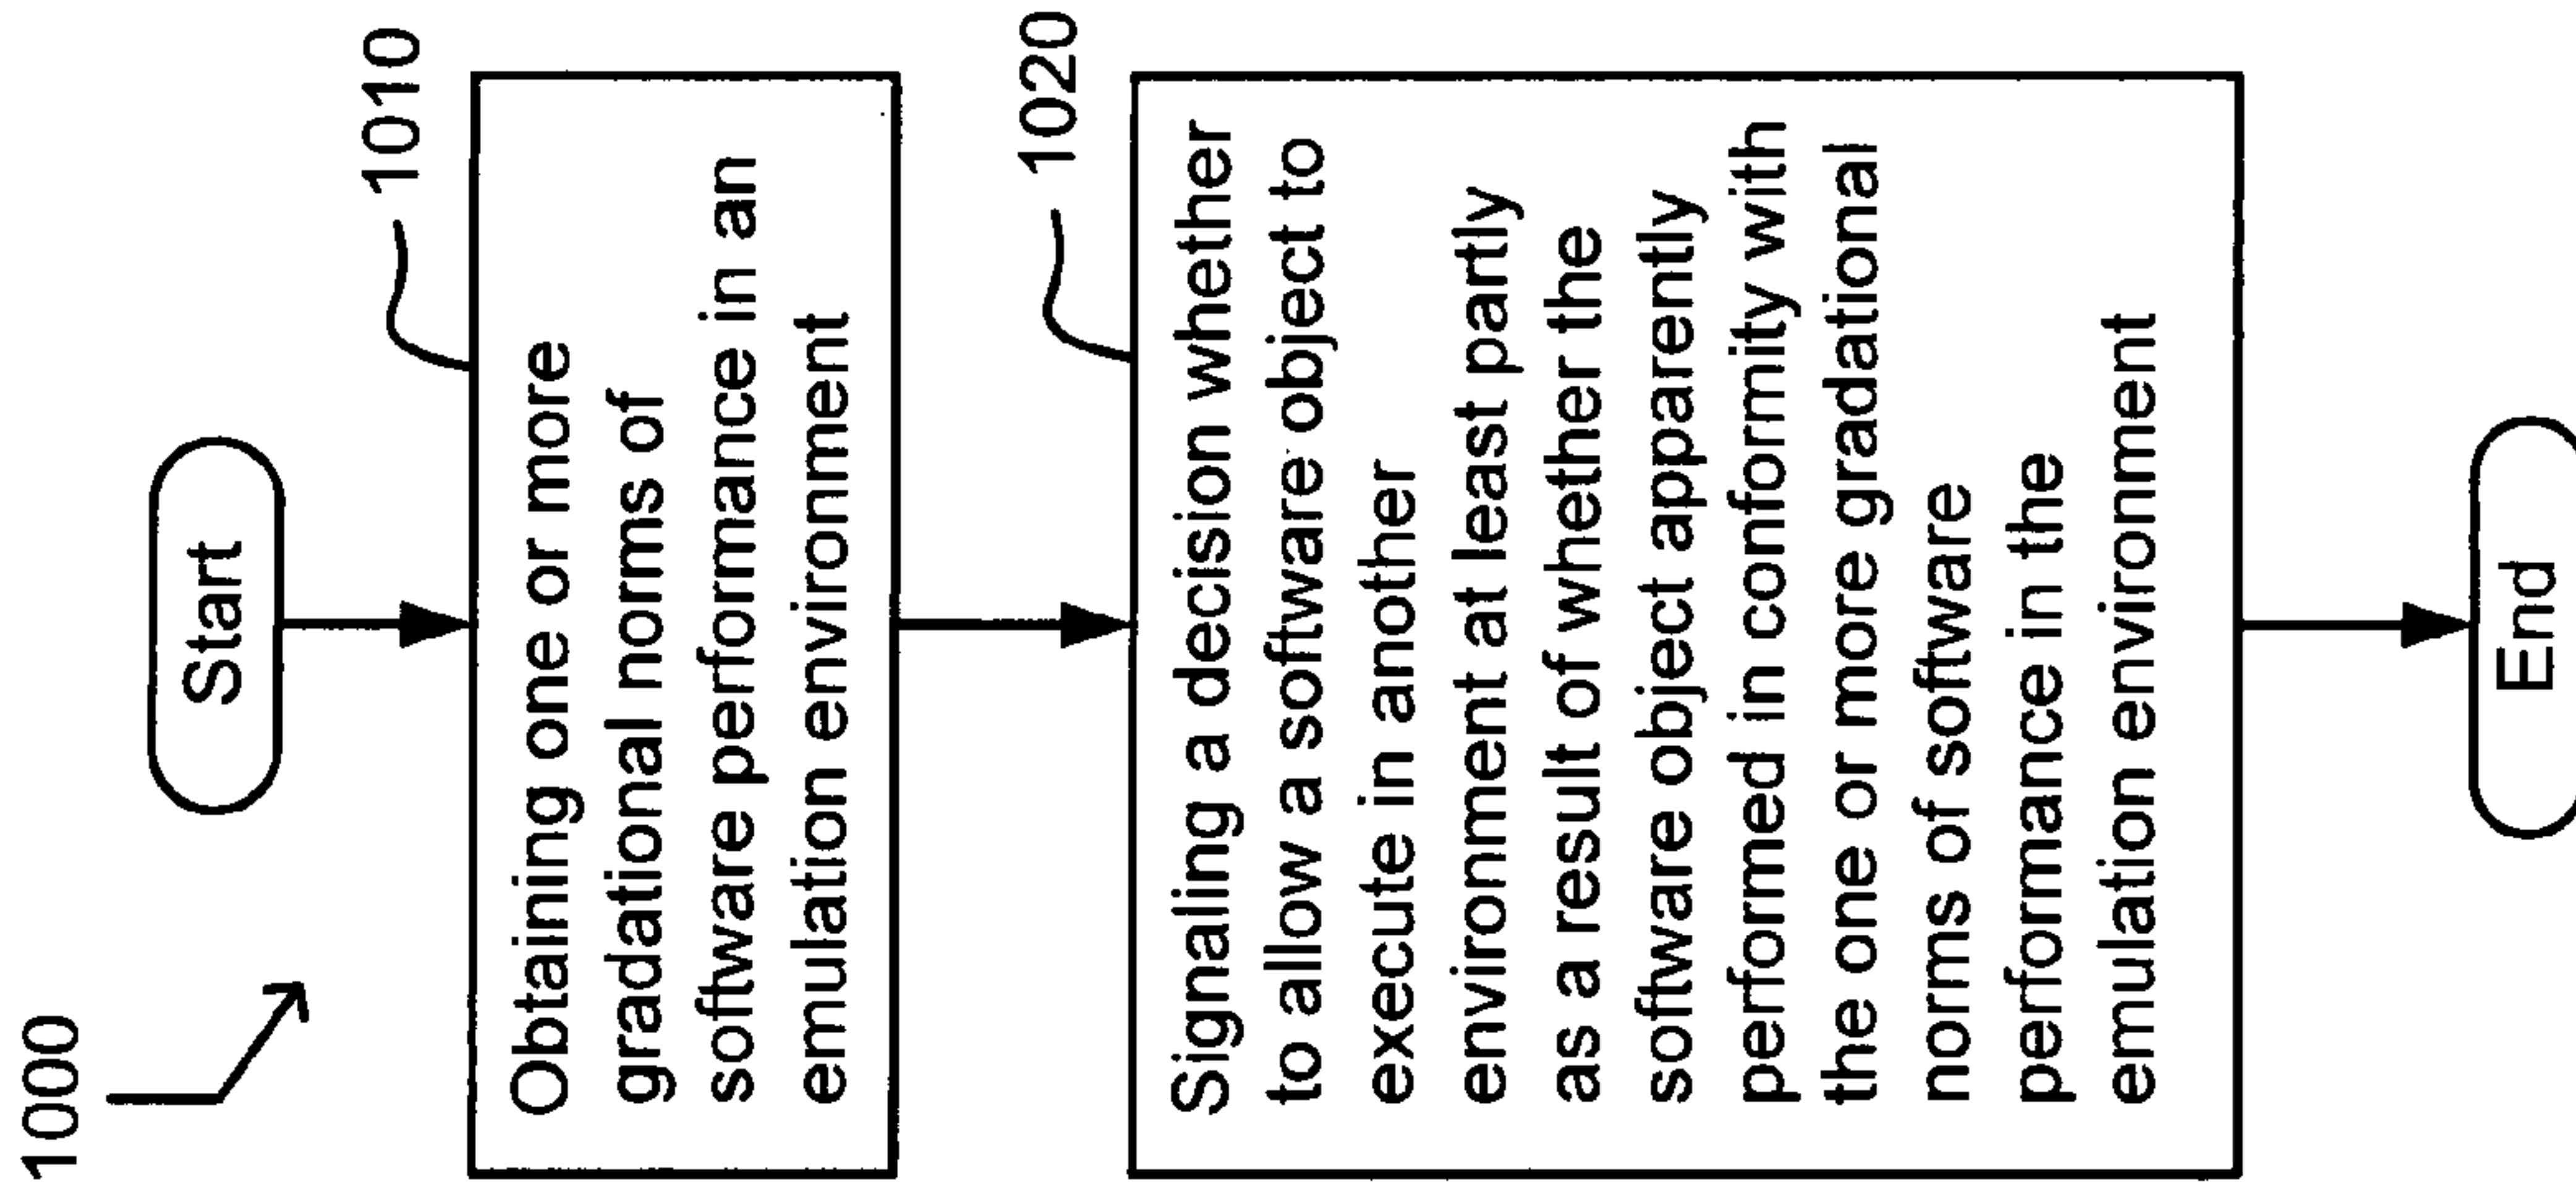 1000
Start
1010
Obtaining one or more
gradational norms of
software performance in an
emulation environment
1020
Signaling a decision whether
to allow a software object to
execute in another
environment at least partly
as a result of whether the
software object apparently
performed in conformity with
the one or more gradational
norms of software
performance in the
emulation environment
End